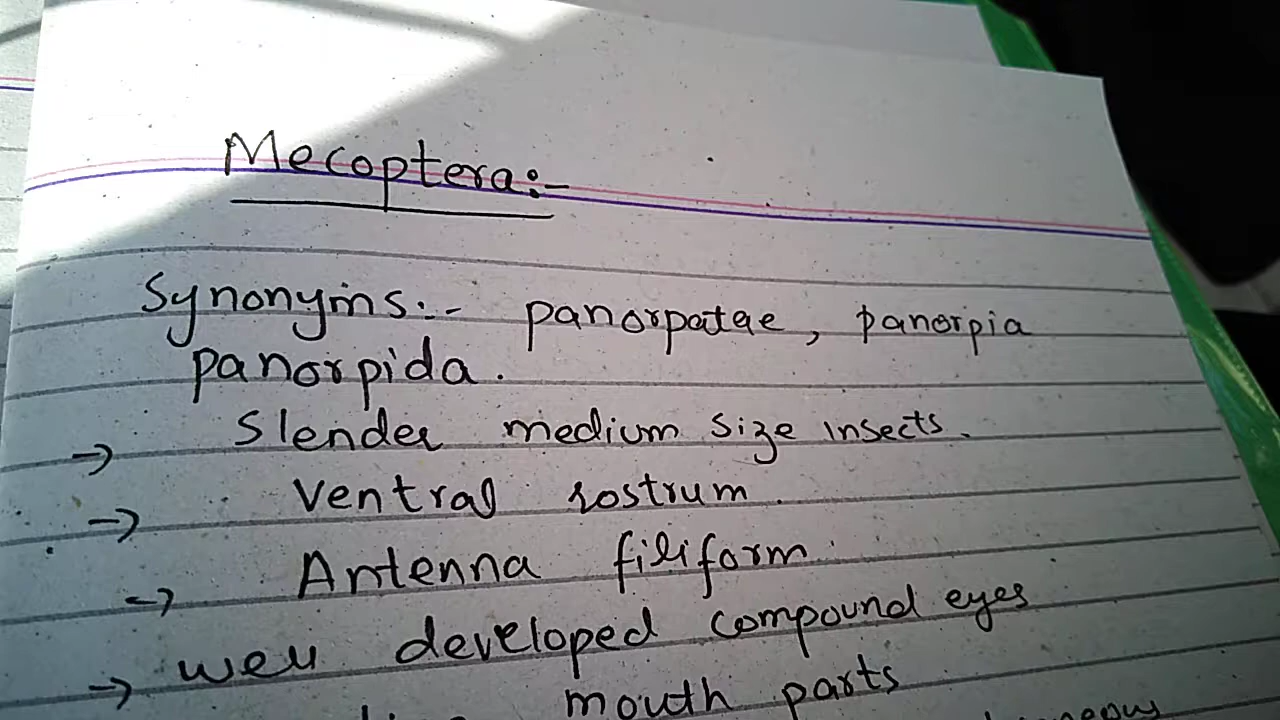 Mecoptera:-
Synonyms:- panorpatae, panorpia
panorpida.
→ Slender medium size insects.
→ Ventral rostrum.
→ Antenna filiform.
→ well developed compound eyes
mouth parts